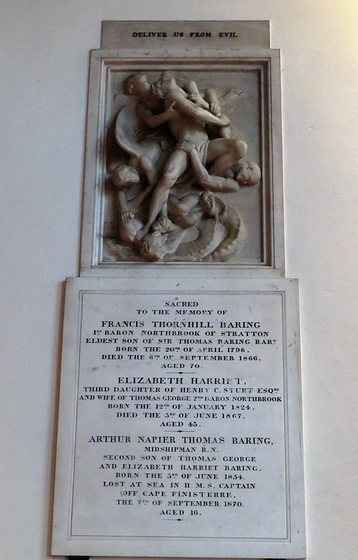 DELIVER US FROM EVIL
SACRED
TO THE MEMORY OF
FRANCIS THORNHILL BARING
1ST BARON NORTHBROOK OF STRATTON
ELDEST SON OF SIR THOMAS BARING BART
BORN THE 20TH OF APRIL 1796,
DIED THE 6TH OF SEPTEMBER 1866,
AGED 70.
ELIZABETH HARRIET,
THIRD DAUGHTER OF HENRY C. STURT ESQRE
AND WIFE OF THOMAS GEORGE 2ND BARON NORTHBROOK
BORN THE 12TH OF JANUARY 1824,
DIED THE 3RD OF JUNE 1867,
AGED 43.
ARTHUR NAPIER THOMAS BARING,
MIDSHIPMAN R.N.
SECOND SON OF THOMAS GEORGE
AND ELIZABETH HARRIET BARING.
BORN THE 3RD OF JUNE 1854.
LOST AT SEA IN H.M.S. CAPTAIN
OFF CAPE FINISTERRE,
THE 7TH OF SEPTEMBER 1870.
AGED 16.